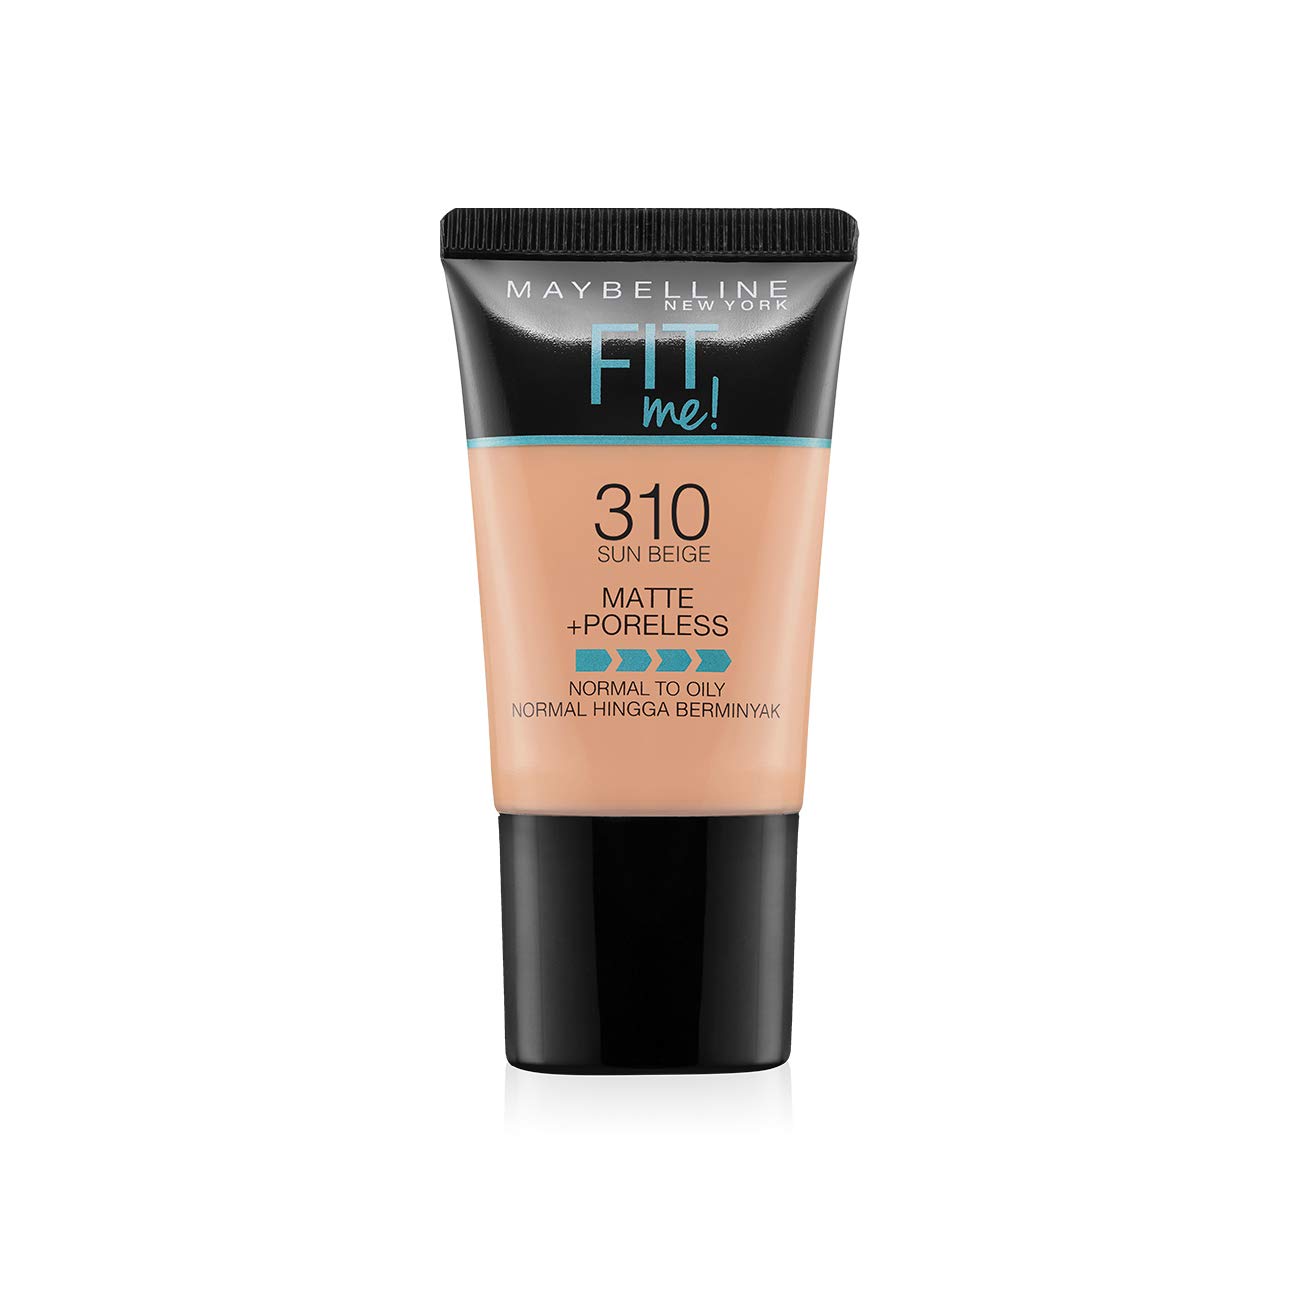 MAYBELLINE
NEW YORK
FIT
me!
310
SUN BEIGE
MATTE
+PORELESS
NORMAL TO OILY
NORMAL HINGGA BERMINYAK